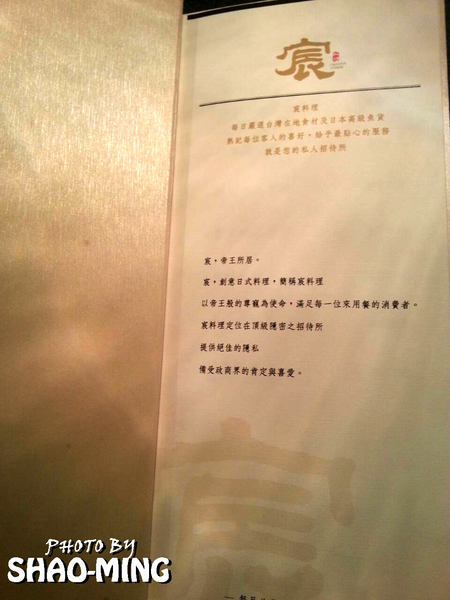 宸
宸料理
每日嚴選台灣在地食材及日本高級魚貨
熟記每位客人的喜好，給予最貼心的服務
就是您的私人招待所
宸，帝王所居。
宸，創意日式料理，簡稱宸料理
以帝王般的尊寵為使命，滿足每一位來用餐的消費者。
宸料理定位在頂級隱密之招待所
提供絕佳的隱私
備受政商界的肯定與喜愛。
宸
PHOTO BY
SHAO-MING